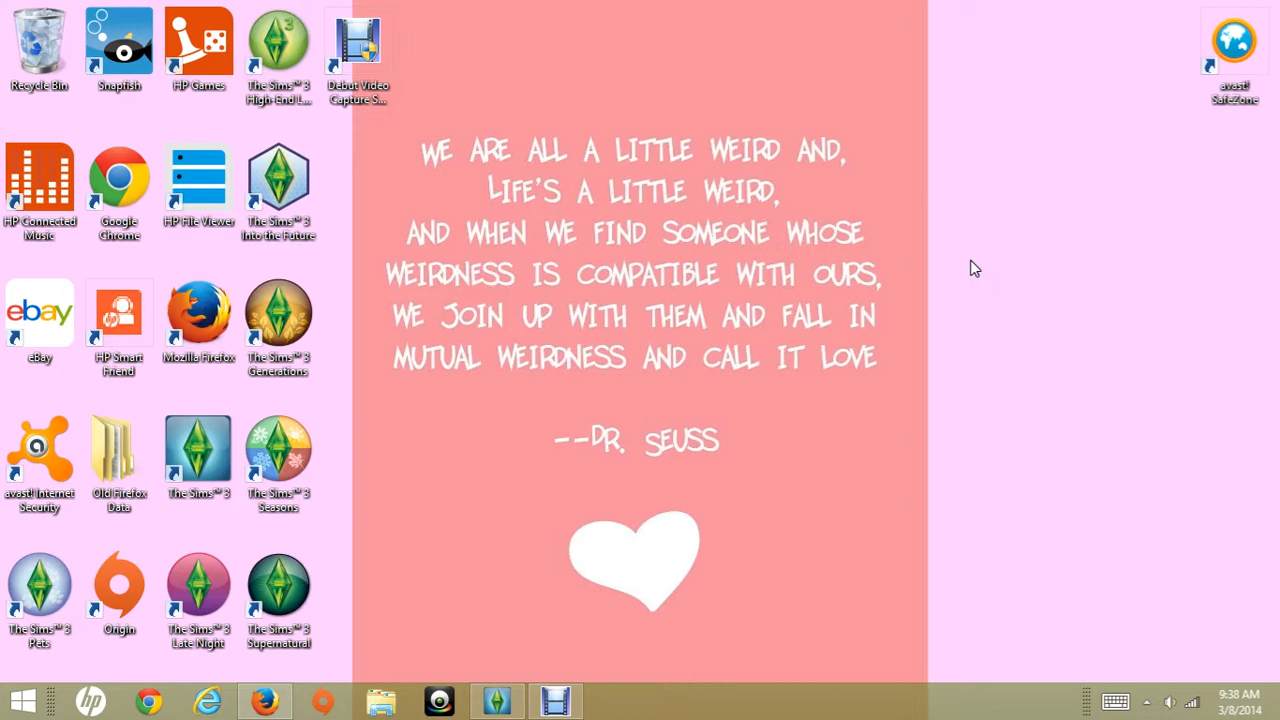 Recycle Bin
Snapfish
HP Games
The Sims™ 3
High-End L...
Debut Video
Capture S...
avast!
SafeZone
HP Connected
Music
Google
Chrome
HP File Viewer
The Sims™ 3
Into the Future
ebay
eBay
hp
HP Smart
Friend
Mozilla Firefox
The Sims™ 3
Generations
a
avast! Internet
Security
Old Firefox
Data
The Sims™ 3
The Sims™ 3
Seasons
The Sims™ 3
Pets
Origin
The Sims™ 3
Late Night
The Sims™ 3
Supernatural
3
WE ARE ALL A LITTLE WEIRD AND,
LIFE'S A LITTLE WEIRD,
AND WHEN WE FIND SOMEONE WHOSE
WEIRDNESS IS COMPATIBLE WITH OURS,
WE JOIN UP WITH THEM AND FALL IN
MUTUAL WEIRDNESS AND CALL IT LOVE
--DR. SEUSS
hp
9:38 AM
3/8/2014